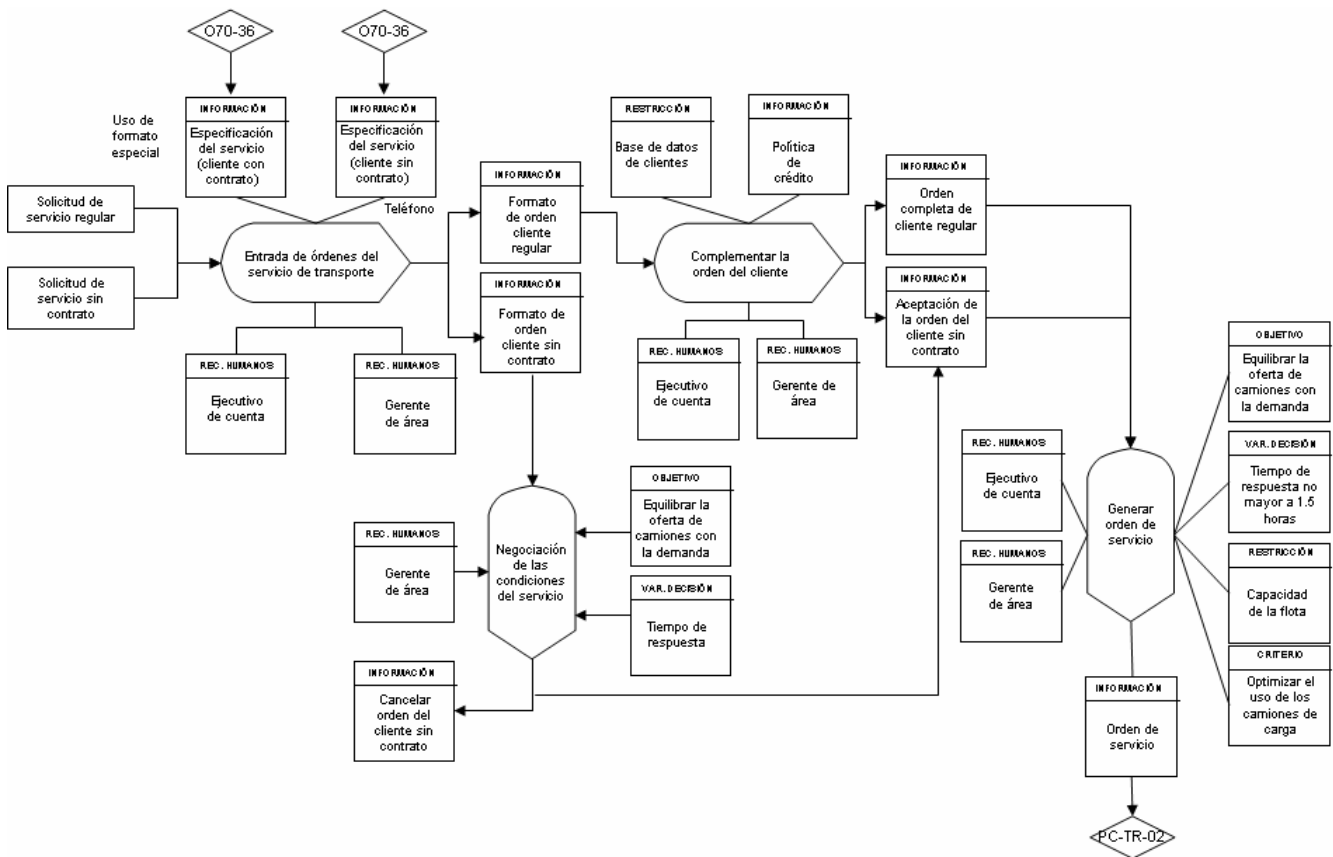 O70-36
O70-36
INFORMACIÓN
Especificación
del servicio
(cliente con
contrato)
INFORMACIÓN
Especificación
del servicio
(cliente sin
contrato)
Uso de
formato
especial
Teléfono
RESTRICCIÓN
Base de datos
de clientes
INFORMACIÓN
Política
de
crédito
Solicitud de
servicio regular
Solicitud de
servicio sin
contrato
Entrada de órdenes del
servicio de transporte
INFORMACIÓN
Formato
de orden
cliente
regular
INFORMACIÓN
Formato de
orden
cliente sin
contrato
Complementar la
orden del cliente
INFORMACIÓN
Orden
completa de
cliente regular
INFORMACIÓN
Aceptación de
la orden del
cliente sin
contrato
REC. HUMANOS
Ejecutivo
de cuenta
REC. HUMANOS
Gerente
de área
REC. HUMANOS
Ejecutivo
de cuenta
REC. HUMANOS
Gerente
de área
REC. HUMANOS
Gerente
de área
Negociación
de las
condiciones
del servicio
OBJETIVO
Equilibrar la
oferta de
camiones con
la demanda
VAR. DECISIÓN
Tiempo de
respuesta
INFORMACIÓN
Cancelar
orden del
cliente sin
contrato
REC. HUMANOS
Ejecutivo
de cuenta
REC. HUMANOS
Gerente
de área
Generar
orden de
servicio
OBJETIVO
Equilibrar la
oferta de
camiones con
la demanda
VAR. DECISIÓN
Tiempo de
respuesta no
mayor a 1.5
horas
RESTRICCIÓN
Capacidad
de la flota
CRITERIO
Optimizar el
uso de los
camiones de
carga
INFORMACIÓN
Orden de
servicio
PC-TR-02